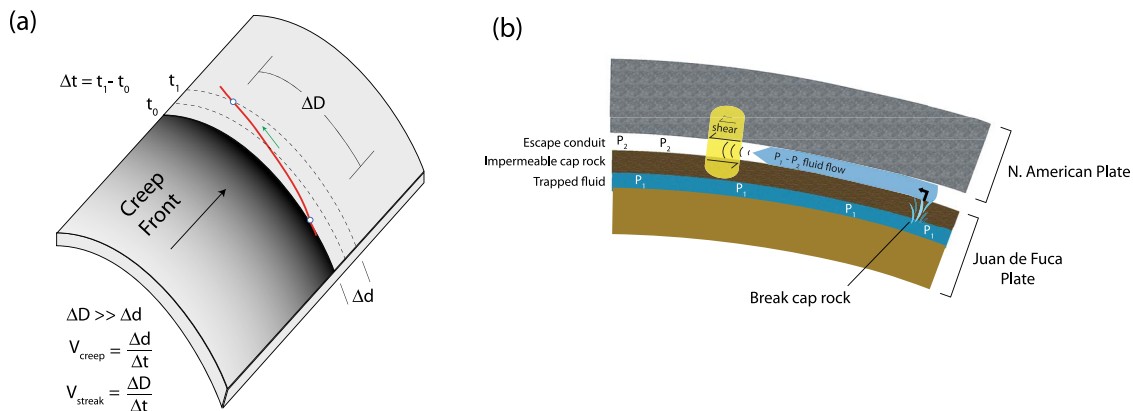 (a)
Δt = t₁- t₀
t₁
t₀
ΔD
Creep
Front
Δd
ΔD >> Δd
V_creep = Δd/Δt
V_streak = ΔD/Δt
(b)
shear
Escape conduit
P₂ P₂
P₁ - P₂ fluid flow
Impermeable cap rock
Trapped fluid
P₁ P₁ P₁ P₁
N. American Plate
Juan de Fuca
Plate
Break cap rock